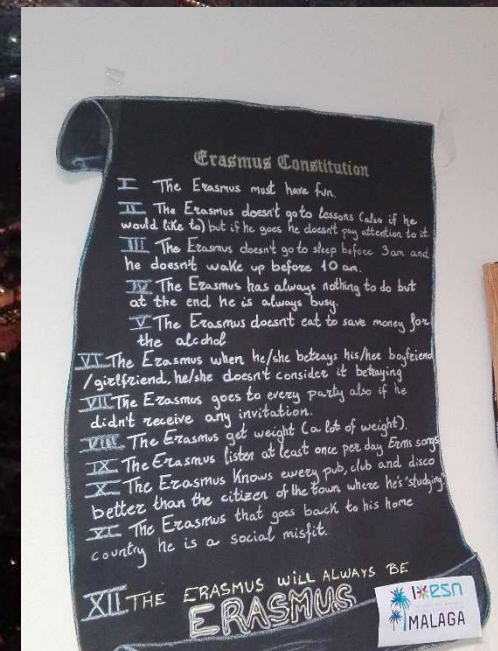 Erasmus Constitution
I The Erasmus must have fun.
II The Erasmus doesn't go to lessons (also if he
would like to) but if he goes he doesn't pay attention to it
III The Erasmus doesn't go to sleep before 3am and
he doesn't wake up before 10 am.
IV The Erasmus has always nothing to do but
at the end he is always busy.
V The Erasmus doesn't eat to save money for
the alcohol
VI The Erasmus when he/she betrays his/her boyfriend
/girlfriend, he/she doesn't consider it betraying
VII The Erasmus goes to every party also if he
didn't receive any invitation.
VIII The Erasmus get weight (a lot of weight).
IX The Erasmus listen at least once per day Erms songs
X The Erasmus Knows every pub, club and disco
better than the citizen of the town where he's 'studying'
XI The Erasmus that goes back to his home
country he is a social misfit.
XII THE ERASMUS WILL ALWAYS BE
ERASMUS
esn
MALAGA